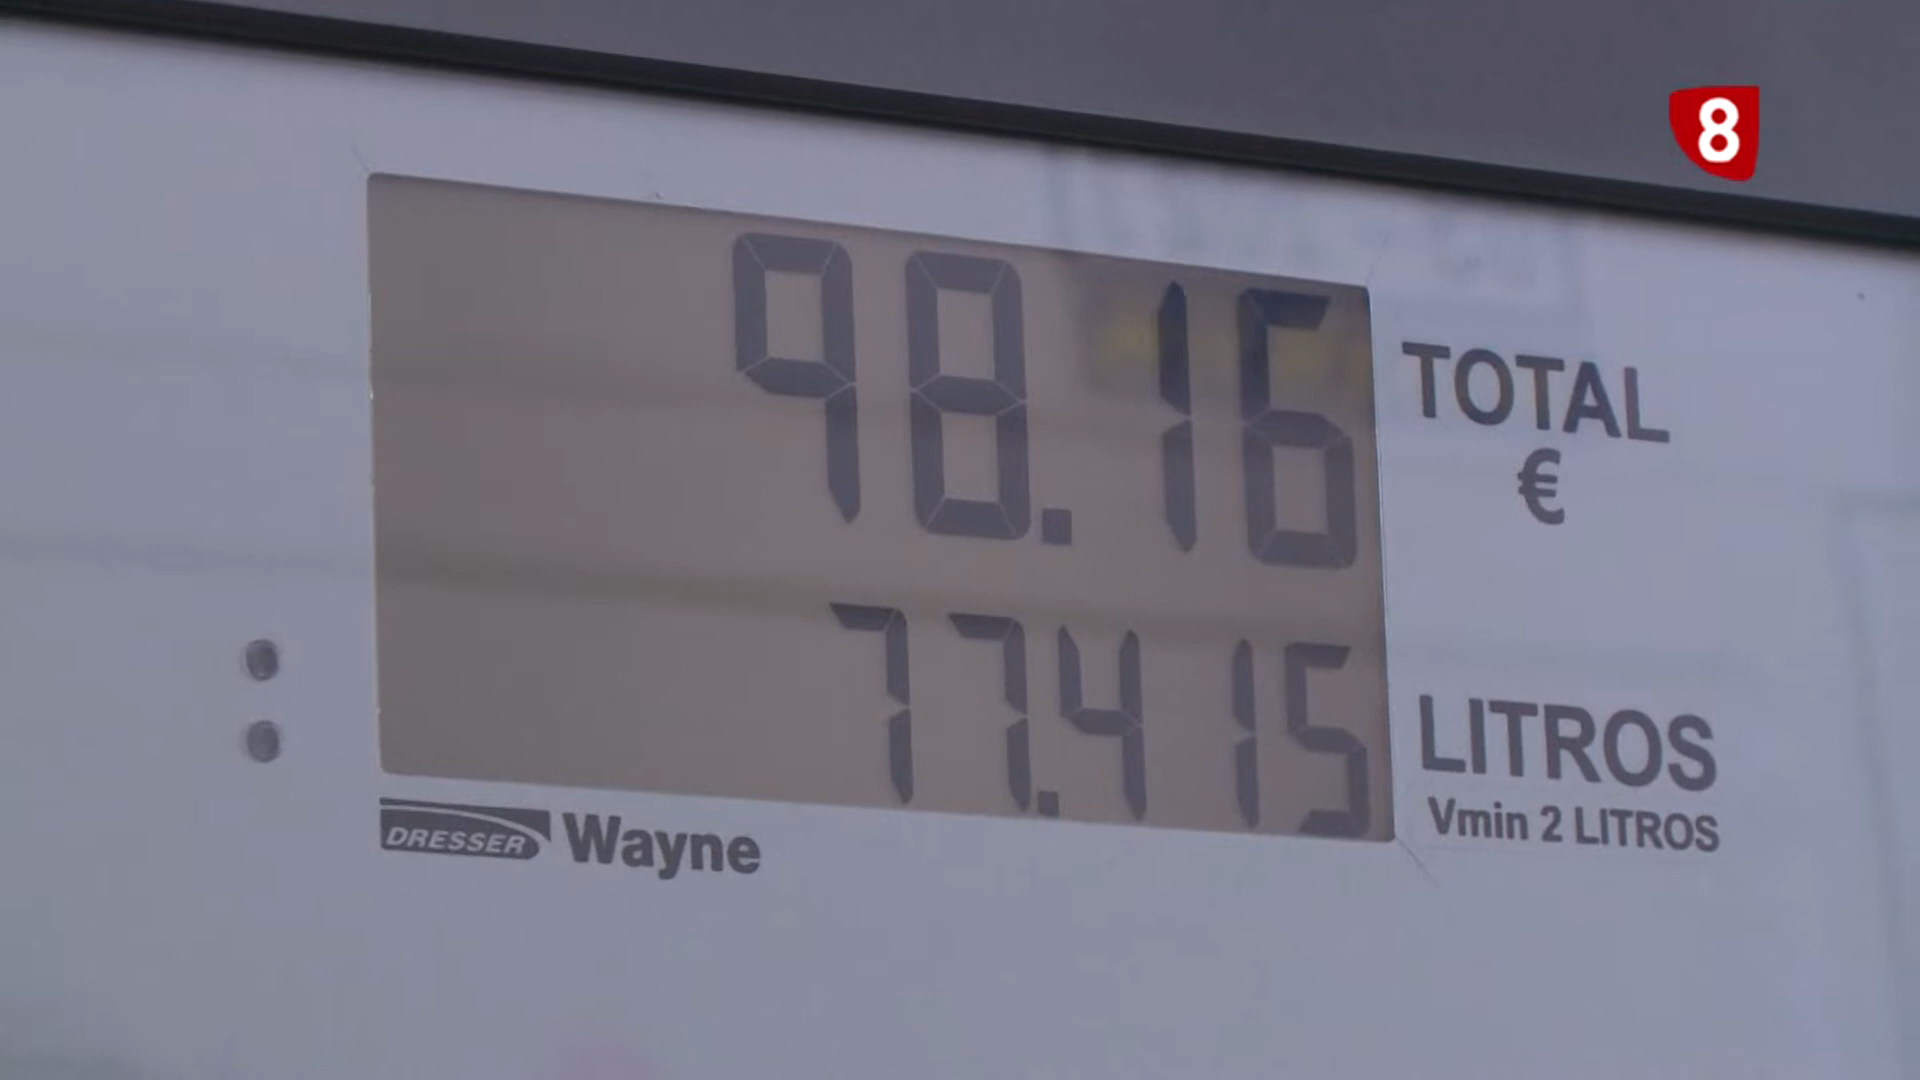 8
98.16
TOTAL
€
77.415
LITROS
Vmin 2 LITROS
DRESSER Wayne